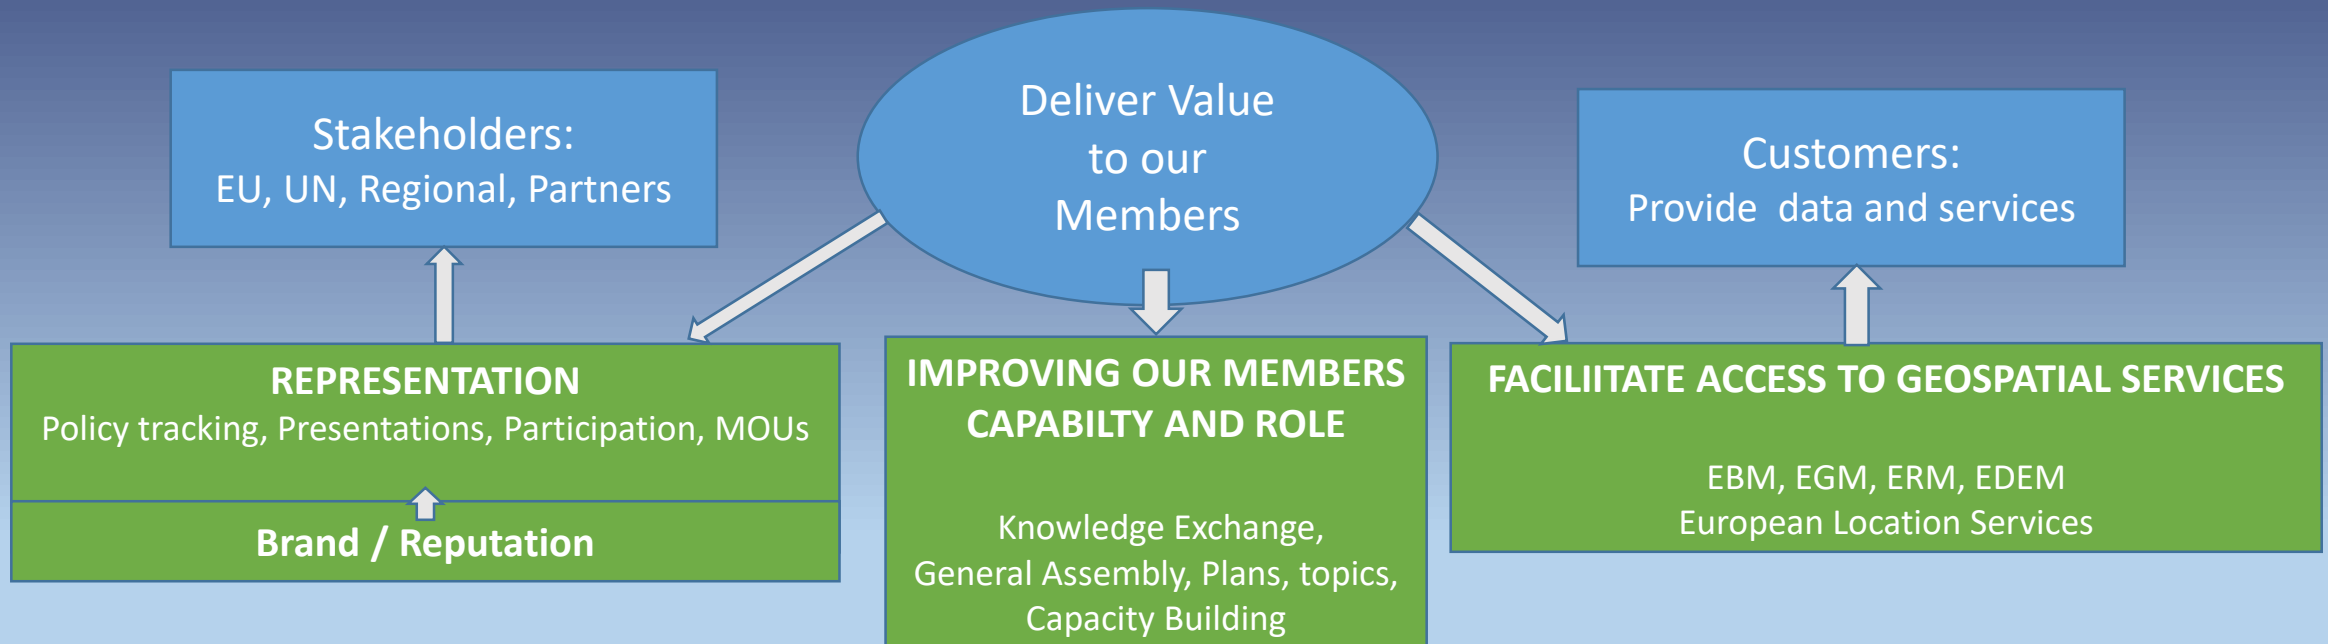 Stakeholders:
EU, UN, Regional, Partners
Deliver Value
to our
Members
Customers:
Provide  data and services
REPRESENTATION
Policy tracking, Presentations, Participation, MOUs
Brand / Reputation
IMPROVING OUR MEMBERS
CAPABILTY AND ROLE
Knowledge Exchange,
General Assembly, Plans, topics,
Capacity Building
FACILIITATE ACCESS TO GEOSPATIAL SERVICES
EBM, EGM, ERM, EDEM
European Location Services